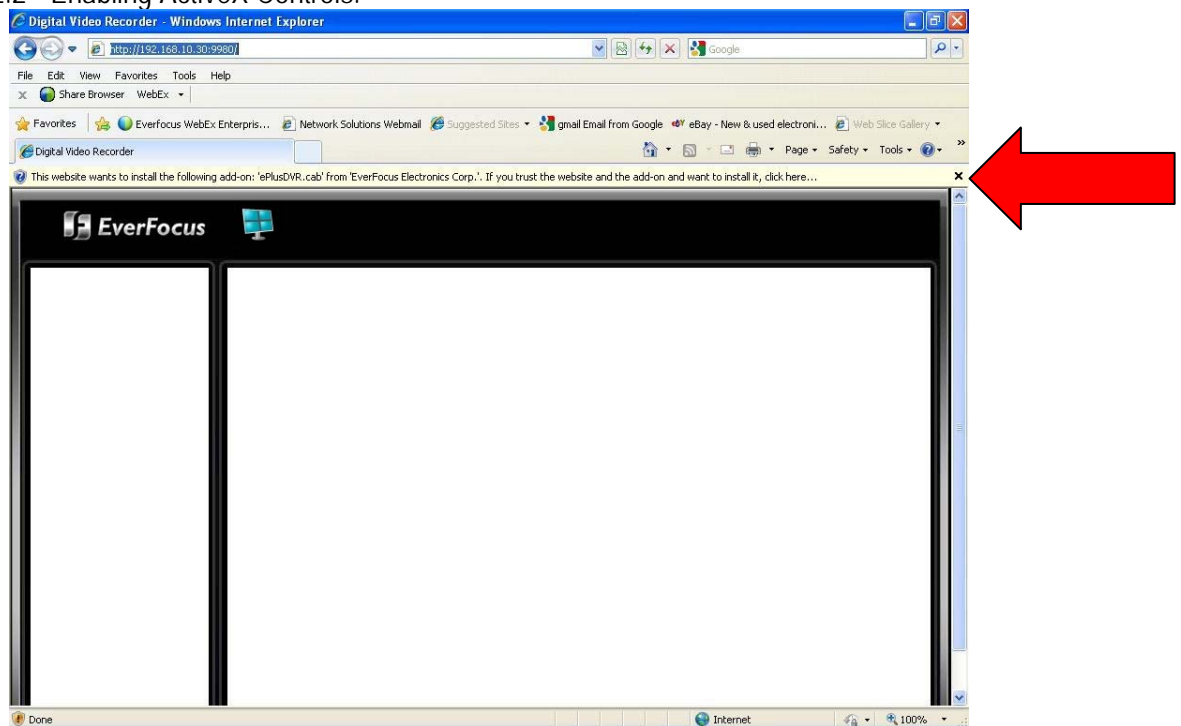 Enabling ActiveX Controls:
Digital Video Recorder - Windows Internet Explorer
http://192.168.10.30:9980/
Google
File Edit View Favorites Tools Help
x Share Browser WebEx
Favorites Everfocus WebEx Enterpris... Network Solutions Webmail Suggested Sites gmail Email from Google eBay - New & used electroni... Web Slice Gallery
Digital Video Recorder Page Safety Tools
This website wants to install the following add-on: 'ePlusDVR.cab' from 'EverFocus Electronics Corp.'. If you trust the website and the add-on and want to install it, click here...
EverFocus
Done Internet 100%